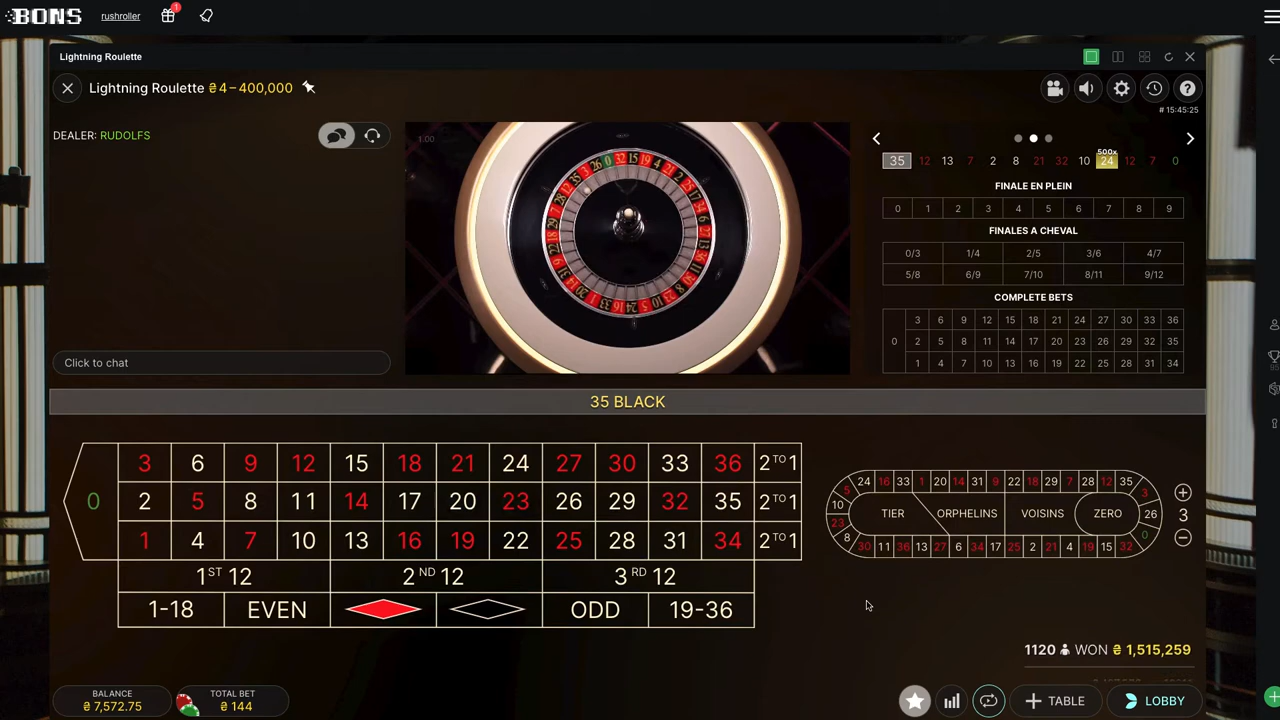 BONS
rushroller
1
Lightning Roulette
Lightning Roulette ₴4–400,000
# 15:45:25
DEALER: RUDOLFS
1.00
500x
35 12 13 7 2 8 21 32 10 24 12 7 0
FINALE EN PLEIN
0 1 2 3 4 5 6 7 8 9
FINALES A CHEVAL
0/3 1/4 2/5 3/6 4/7
5/8 6/9 7/10 8/11 9/12
COMPLETE BETS
3 6 9 12 15 18 21 24 27 30 33 36
0 2 5 8 11 14 17 20 23 26 29 32 35
1 4 7 10 13 16 19 22 25 28 31 34
Click to chat
35 BLACK
3 6 9 12 15 18 21 24 27 30 33 36 2 TO 1
0 2 5 8 11 14 17 20 23 26 29 32 35 2 TO 1
1 4 7 10 13 16 19 22 25 28 31 34 2 TO 1
1ST 12 2ND 12 3RD 12
1-18 EVEN ODD 19-36
5 24 16 33 1 20 14 31 9 22 18 29 7 28 12 35 3
10 TIER ORPHELINS VOISINS ZERO 26
23 0
8 30 11 36 13 27 6 34 17 25 2 21 4 19 15 32
3
1120 WON ₴ 1,515,259
BALANCE
₴ 7,572.75
TOTAL BET
₴ 144
TABLE
LOBBY